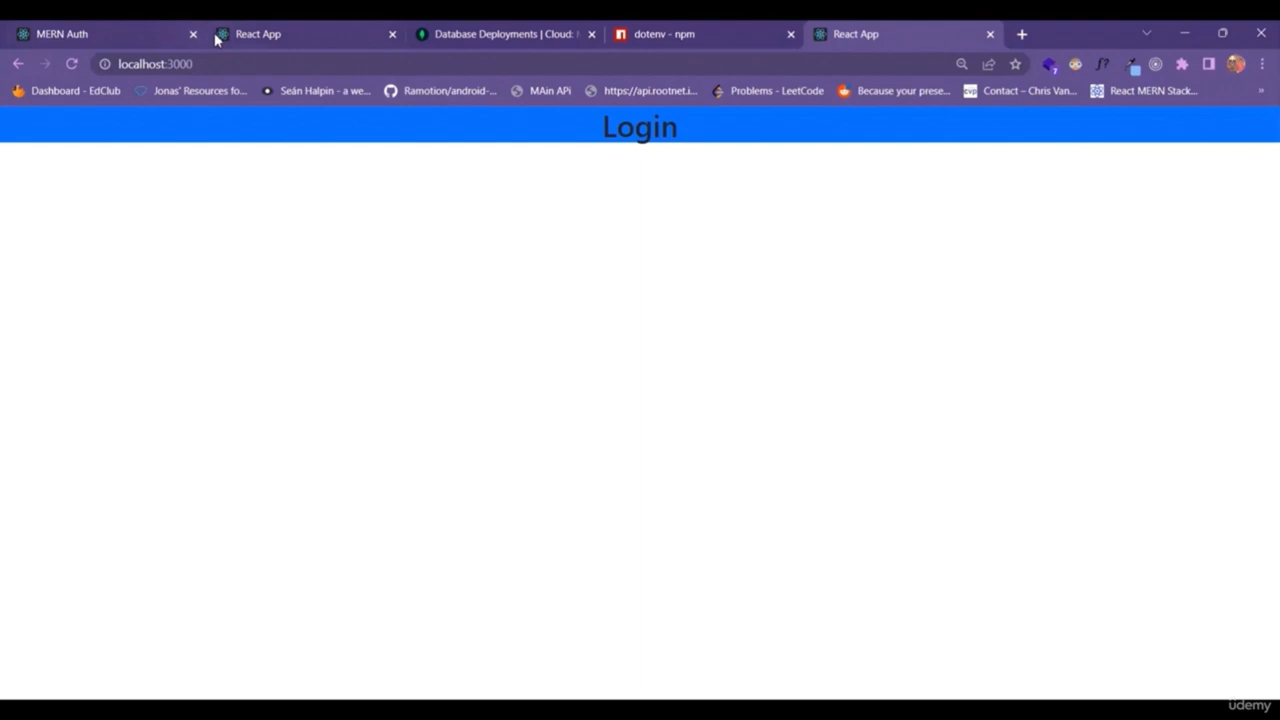 MERN Auth
React App
Database Deployments | Cloud:
dotenv - npm
React App
localhost:3000
Dashboard - EdClub
Jonas' Resources fo...
Seán Halpin - a we...
Ramotion/android-...
MAin APi
https://api.rootnet.i...
Problems - LeetCode
Because your prese...
Contact – Chris Van...
React MERN Stack...
»
Login
ûdemy